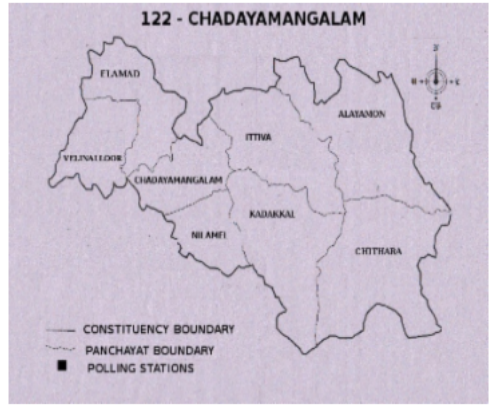 122 - CHADAYAMANGALAM
ELAMAD
ALAYAMON
ITTIVA
VELINALLOOR
CHADAYAMANGALAM
KADAKKAL
NILAMEL
CHITHARA
CONSTITUENCY BOUNDARY
PANCHAYAT BOUNDARY
POLLING STATIONS